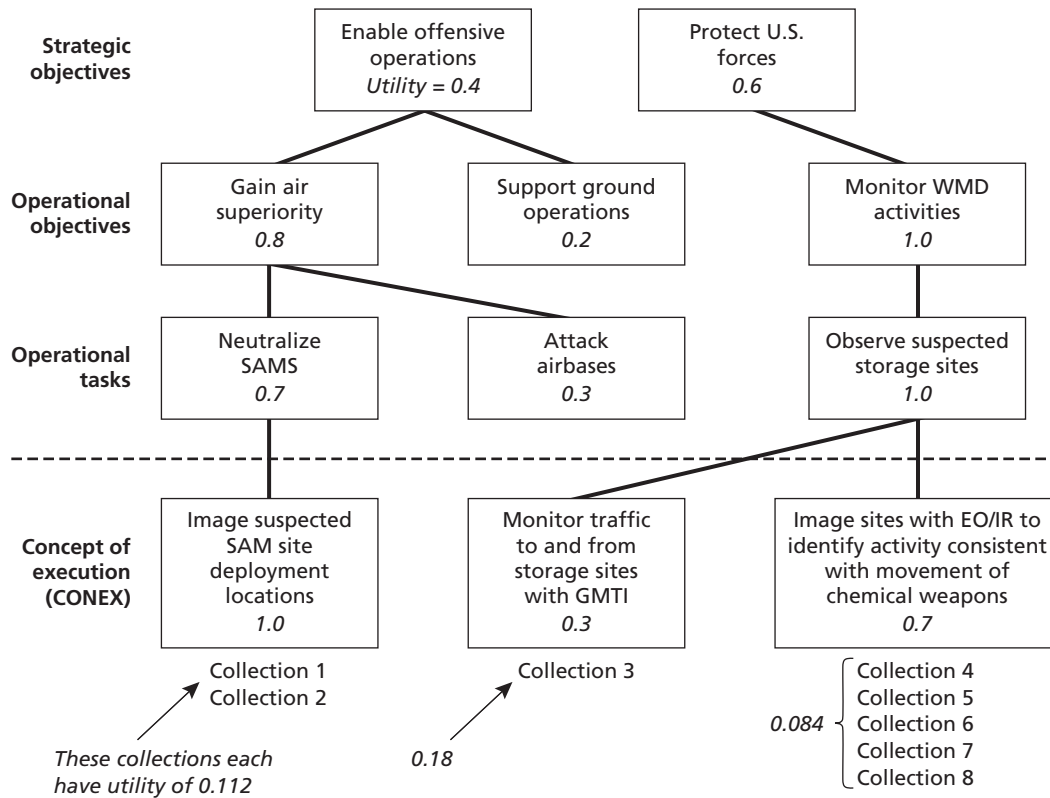 Strategic
objectives
Enable offensive
operations
Utility = 0.4
Protect U.S.
forces
0.6
Operational
objectives
Gain air
superiority
0.8
Support ground
operations
0.2
Monitor WMD
activities
1.0
Operational
tasks
Neutralize
SAMS
0.7
Attack
airbases
0.3
Observe suspected
storage sites
1.0
Concept of
execution
(CONEX)
Image suspected
SAM site
deployment
locations
1.0
Monitor traffic
to and from
storage sites
with GMTI
0.3
Image sites with EO/IR to
identify activity consistent
with movement of
chemical weapons
0.7
Collection 1
Collection 2
These collections each
have utility of 0.112
Collection 3
0.18
0.084
Collection 4
Collection 5
Collection 6
Collection 7
Collection 8